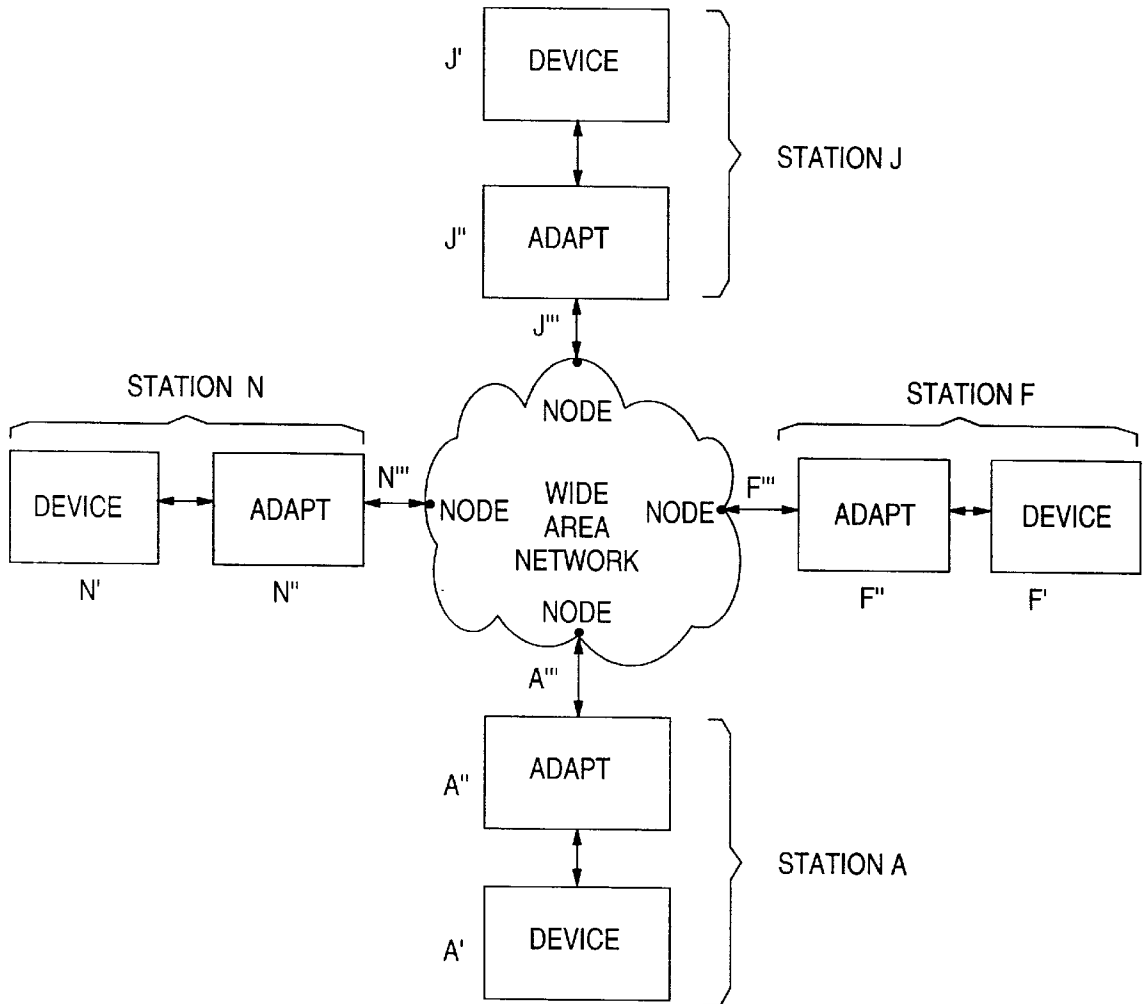 J'
DEVICE
STATION J
J"
ADAPT
J'''
STATION N
STATION F
NODE
DEVICE
ADAPT
N'''
NODE
WIDE
AREA
NETWORK
NODE
F'''
ADAPT
DEVICE
N'
N"
F"
F'
NODE
A'''
A"
ADAPT
STATION A
A'
DEVICE